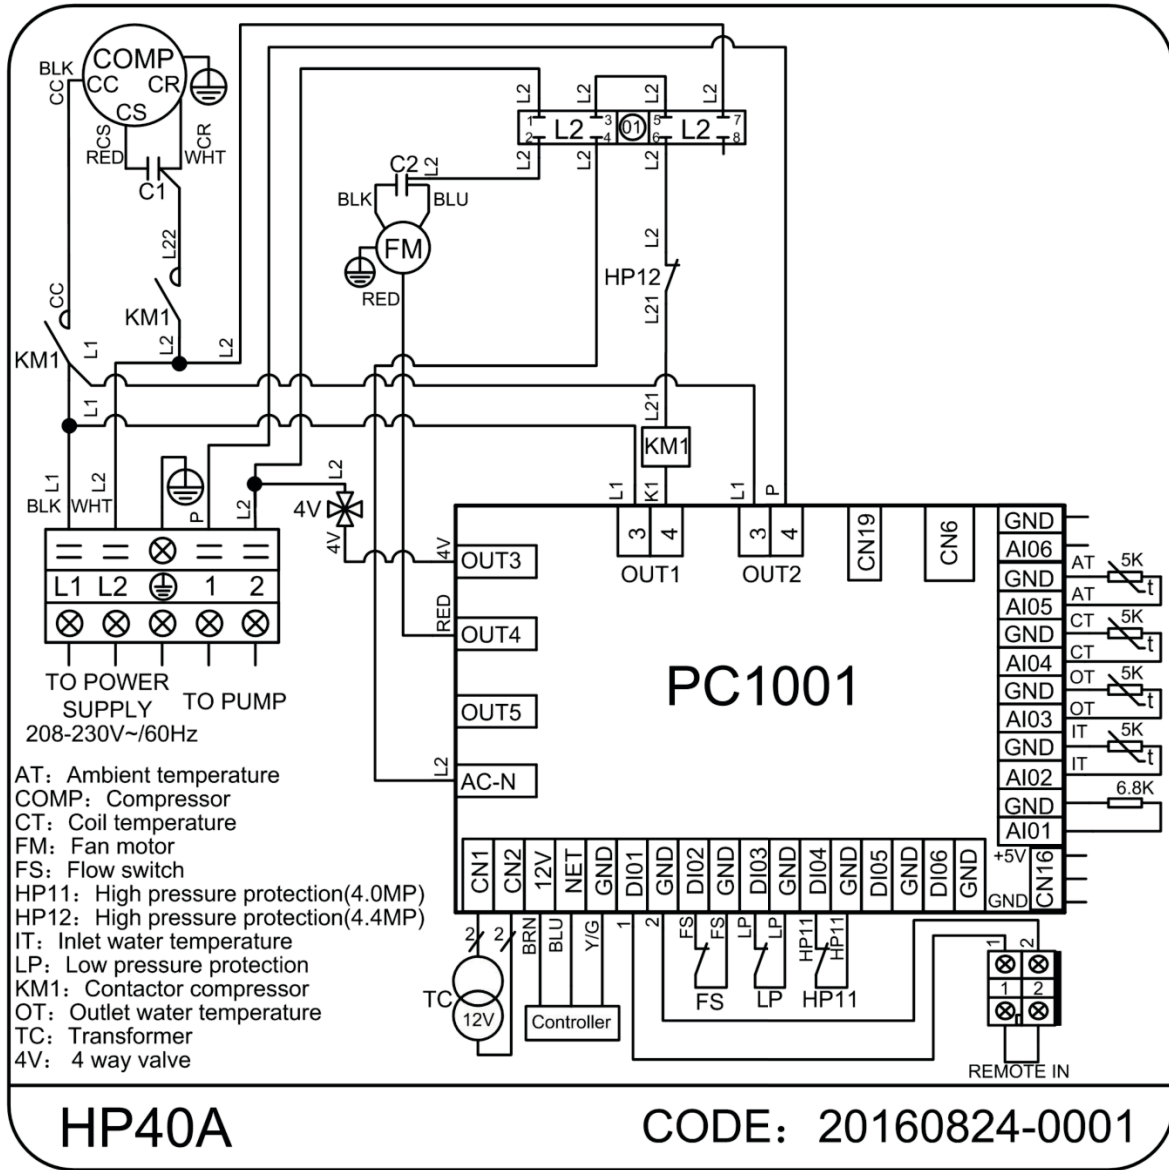 COMP
BLK
CC
CC
CR
CS
CS
RED
CR
WHT
C1
L22
CC
KM1
KM1
L1
L2
L2
L1
L1
BLK
L2
WHT
P
L2
L2
4V
4V
L1 L2 1 2
TO POWER
SUPPLY
TO PUMP
208-230V~/60Hz
C2
L2
BLK
BLU
FM
RED
L2 L2 L2 L2
1 3 5 7
L2 01 L2
2 4 6 8
L2 L2 L2
L2
HP12
L21
L21
KM1
L1 K1 L1 P
3 4 3 4
OUT1 OUT2
CN19
CN6
4V
OUT3
RED
OUT4
OUT5
L2
AC-N
PC1001
GND
AI06
GND
AI05
GND
AI04
GND
AI03
GND
AI02
GND
AI01
AT 5K
AT t
CT 5K
CT t
OT 5K
OT t
IT 5K
IT t
6.8K
+5V
GND
CN16
CN1 CN2 12V NET GND DI01 GND DI02 GND DI03 GND DI04 GND DI05 GND DI06 GND
2 2 BRN BLU Y/G 1 2 FS FS LP LP HP11 HP11
TC
12V
Controller
FS LP HP11
1 2
1 2
REMOTE IN
AT: Ambient temperature
COMP: Compressor
CT: Coil temperature
FM: Fan motor
FS: Flow switch
HP11: High pressure protection(4.0MP)
HP12: High pressure protection(4.4MP)
IT: Inlet water temperature
LP: Low pressure protection
KM1: Contactor compressor
OT: Outlet water temperature
TC: Transformer
4V: 4 way valve
HP40A
CODE: 20160824-0001